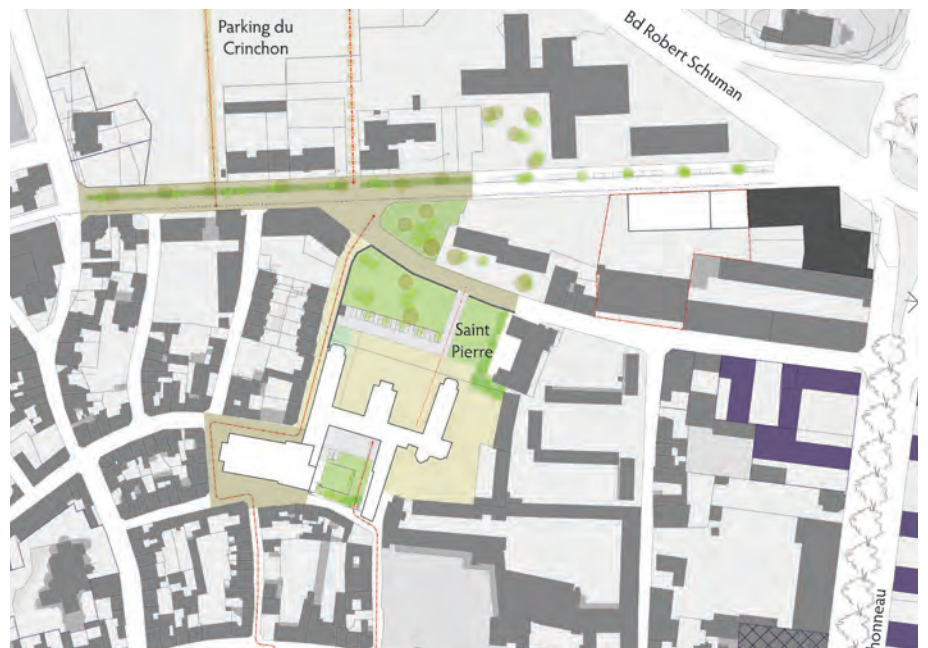 Parking du
Crinchon
Bd Robert Schuman
Saint
Pierre
honneau